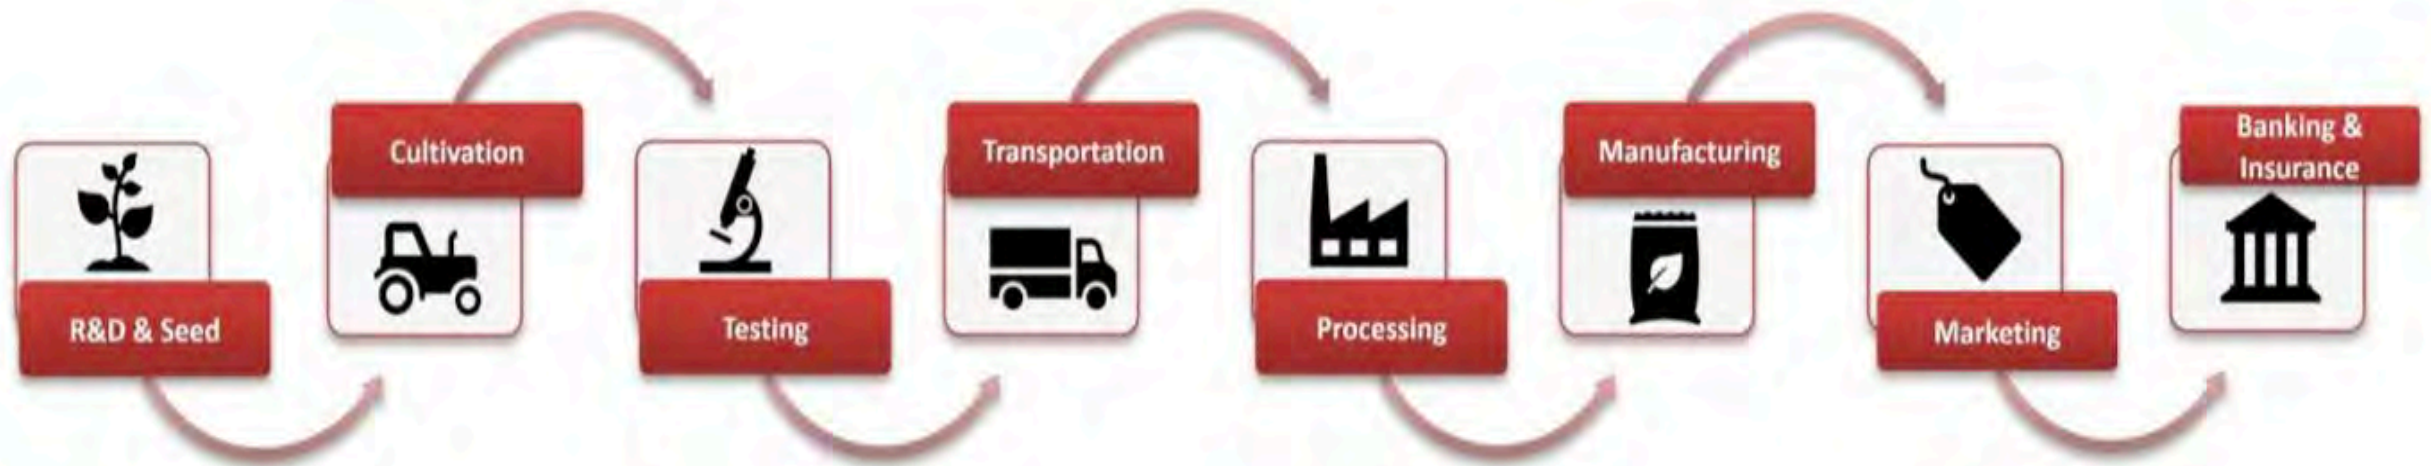 R&D & Seed
Cultivation
Testing
Transportation
Processing
Manufacturing
Marketing
Banking &
Insurance